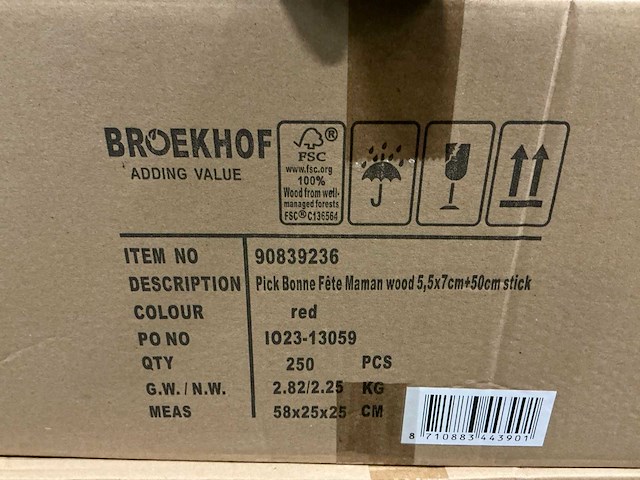 BROEKHOF
ADDING VALUE
®
FSC
www.fsc.org
100%
Wood from well-
managed forests
FSC® C136564
ITEM NO 90839236
DESCRIPTION Pick Bonne Fête Maman wood 5,5x7cm+50cm stick
COLOUR red
PO NO IO23-13059
QTY 250 PCS
G.W. / N.W. 2.82/2.25 KG
MEAS 58x25x25 CM
8 710883 443901